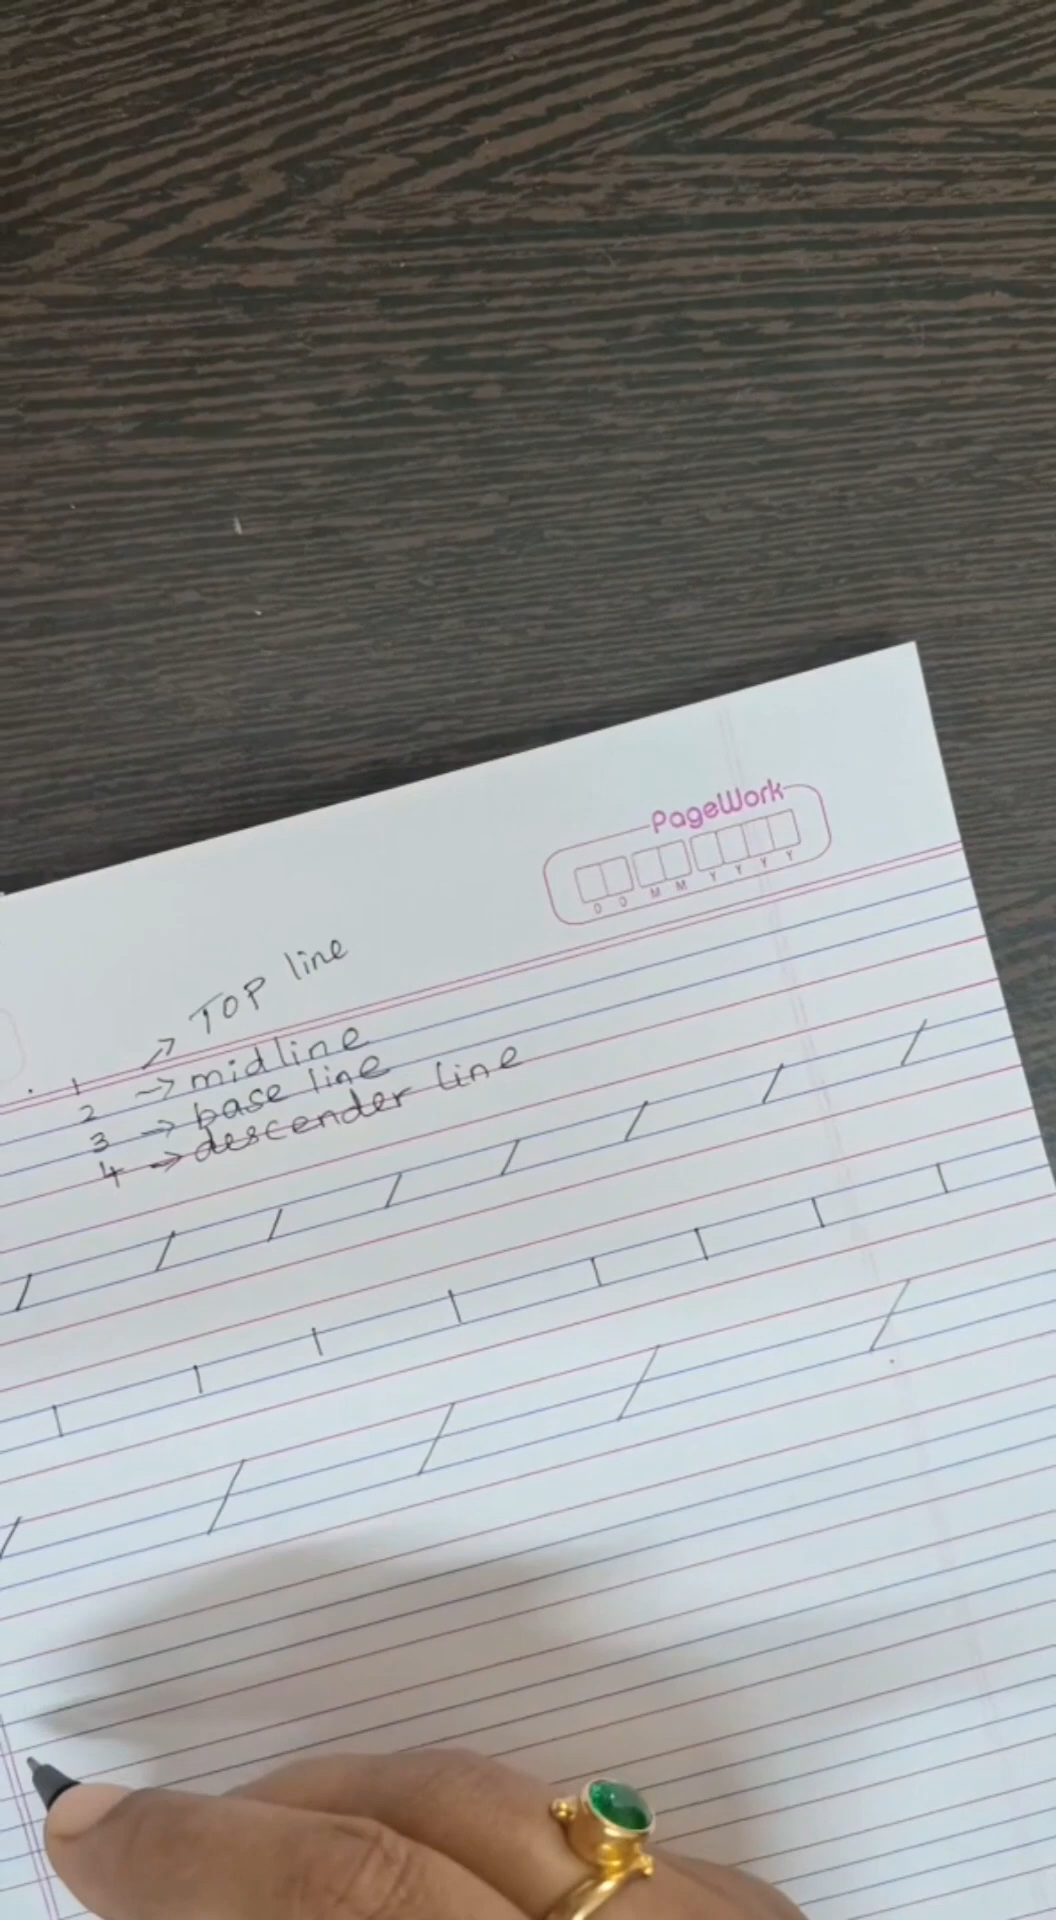 PageWork
D D M M Y Y Y Y
1 → TOP line
2 → midline
3 → base line
4 → descender line